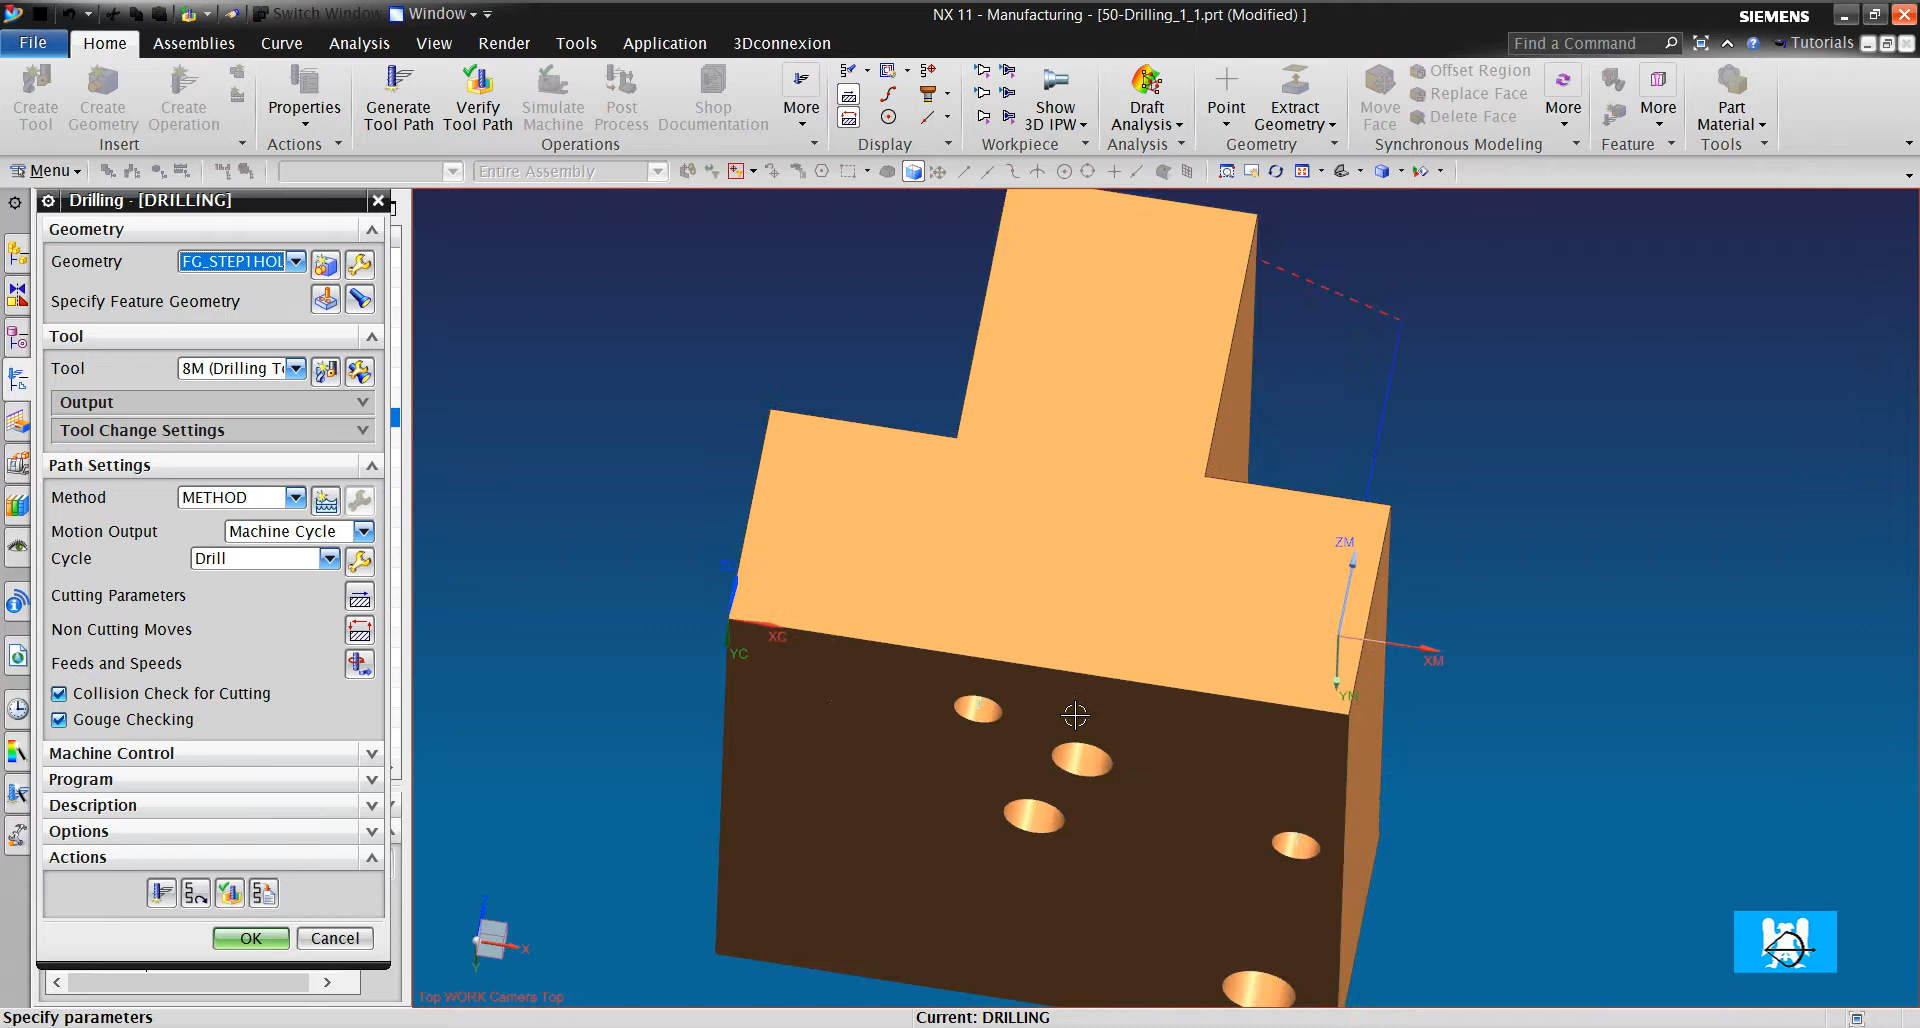 Switch Window Window NX 11 - Manufacturing - [50-Drilling_1_1.prt (Modified) ] SIEMENS
File Home Assemblies Curve Analysis View Render Tools Application 3Dconnexion Find a Command Tutorials
Create Tool
Create Geometry
Create Operation
Insert
Properties
Actions
Generate Tool Path
Verify Tool Path
Simulate Machine
Post Process
Shop Documentation
More
Operations
Display
Show 3D IPW
Workpiece
Draft Analysis
Analysis
Point
Extract Geometry
Geometry
Move Face
Offset Region
Replace Face
Delete Face
More
Synchronous Modeling
More
Feature
Part Material
Tools
Menu
Entire Assembly
Drilling - [DRILLING]
Geometry
Geometry FG_STEP1HOL
Specify Feature Geometry
Tool
Tool 8M (Drilling T
Output
Tool Change Settings
Path Settings
Method METHOD
Motion Output Machine Cycle
Cycle Drill
Cutting Parameters
Non Cutting Moves
Feeds and Speeds
Collision Check for Cutting
Gouge Checking
Machine Control
Program
Description
Options
Actions
OK Cancel
ZM
XM
XC
YC
Z
X
Y
Top WORK Camera Top
Specify parameters Current: DRILLING